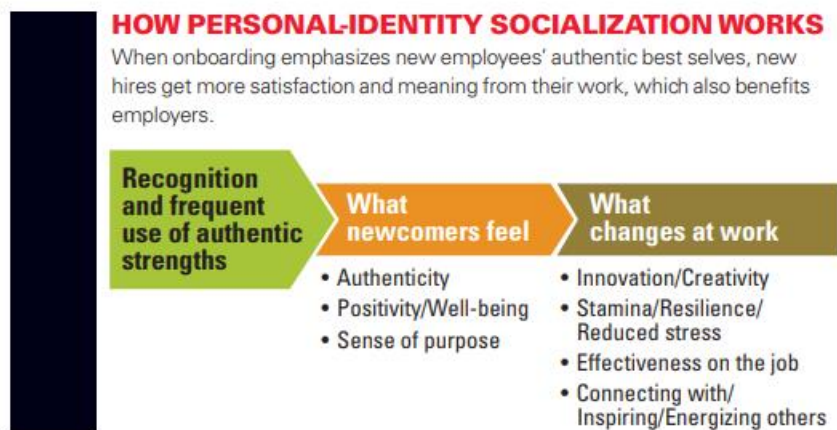 HOW PERSONAL-IDENTITY SOCIALIZATION WORKS
When onboarding emphasizes new employees’ authentic best selves, new
hires get more satisfaction and meaning from their work, which also benefits
employers.
Recognition
and frequent
use of authentic
strengths
What
newcomers feel
• Authenticity
• Positivity/Well-being
• Sense of purpose
What
changes at work
• Innovation/Creativity
• Stamina/Resilience/
Reduced stress
• Effectiveness on the job
• Connecting with/
Inspiring/Energizing others